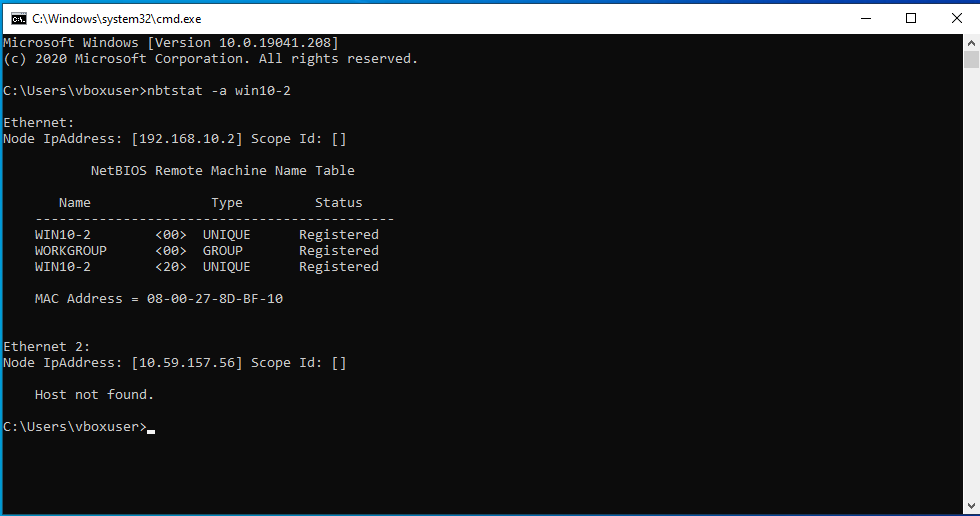 C:\Windows\system32\cmd.exe
Microsoft Windows [Version 10.0.19041.208]
(c) 2020 Microsoft Corporation. All rights reserved.
C:\Users\vboxuser>nbtstat -a win10-2
Ethernet:
Node IpAddress: [192.168.10.2] Scope Id: []
NetBIOS Remote Machine Name Table
Name Type Status
---------------------------------------------
WIN10-2 <00> UNIQUE Registered
WORKGROUP <00> GROUP Registered
WIN10-2 <20> UNIQUE Registered
MAC Address = 08-00-27-8D-BF-10
Ethernet 2:
Node IpAddress: [10.59.157.56] Scope Id: []
Host not found.
C:\Users\vboxuser>